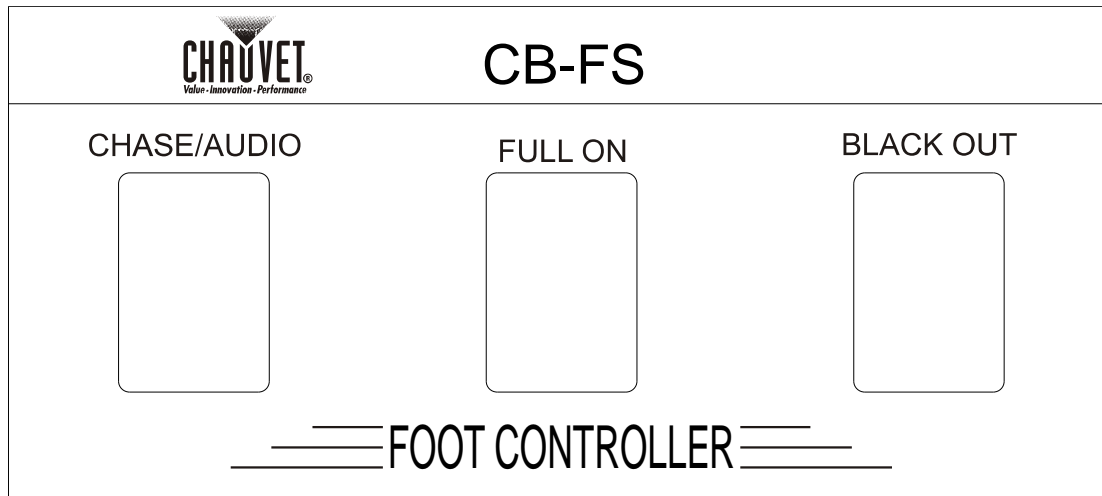 CHAUVET®
Value-Innovation-Performance
CB-FS
CHASE/AUDIO
FULL ON
BLACK OUT
FOOT CONTROLLER